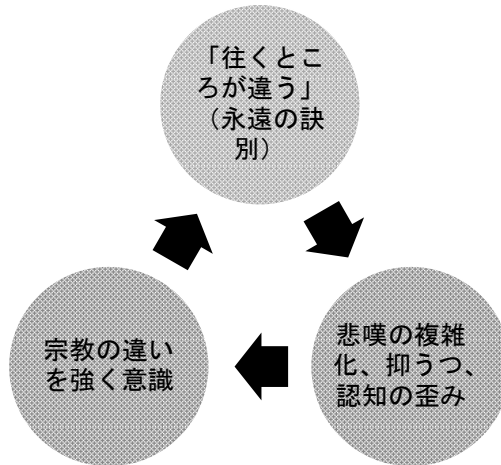 「往くとこ
ろが違う」
(永遠の訣
別)
悲嘆の複雑
化、抑うつ、
認知の歪み
宗教の違い
を強く意識